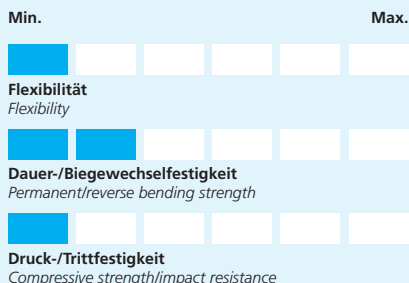 Min. Max.
Flexibilität
Flexibility
Dauer-/Biegewechselfestigkeit
Permanent/reverse bending strength
Druck-/Trittfestigkeit
Compressive strength/impact resistance